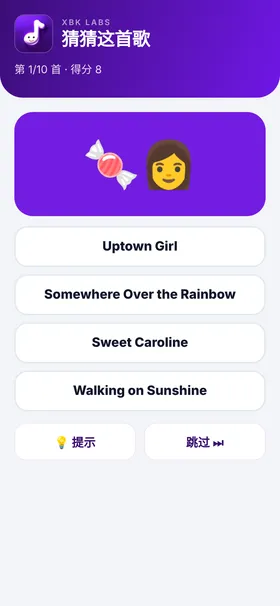 XBK LABS
猜猜这首歌
第 1/10 首 · 得分 8
Uptown Girl
Somewhere Over the Rainbow
Sweet Caroline
Walking on Sunshine
💡 提示
跳过 ⏭